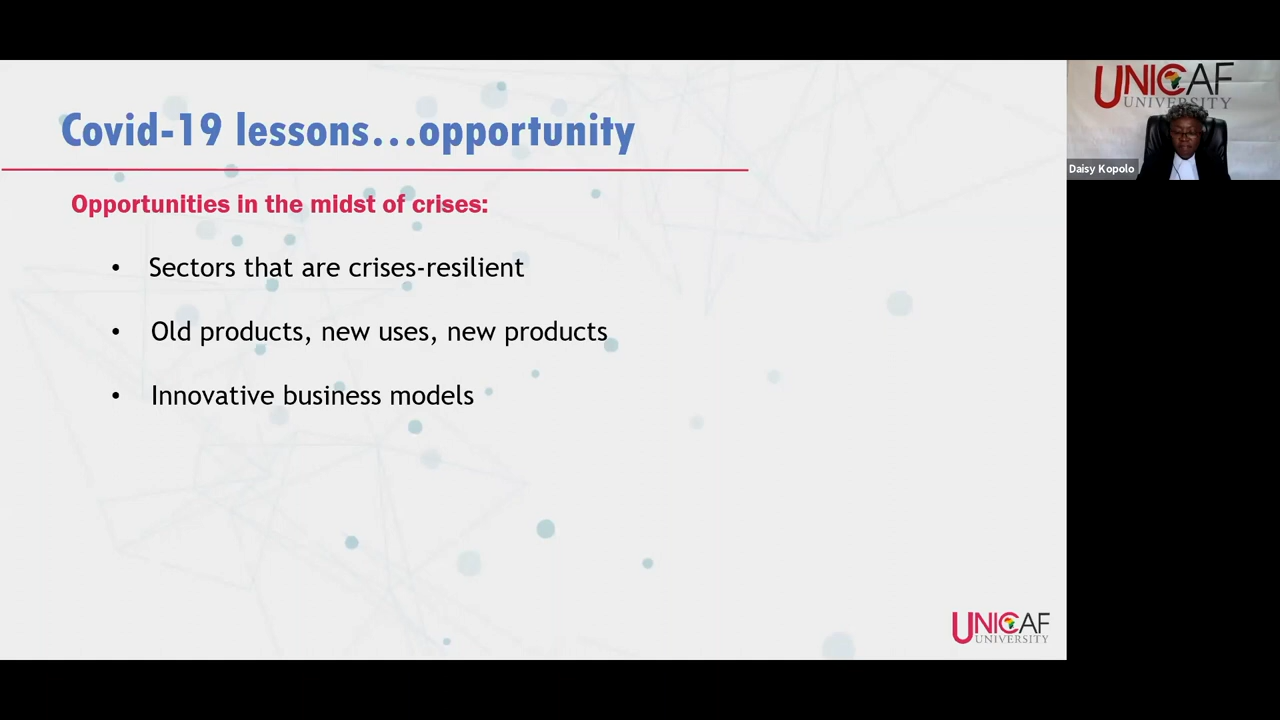 Covid-19 lessons...opportunity
Opportunities in the midst of crises:
• Sectors that are crises-resilient
• Old products, new uses, new products
• Innovative business models
UNICAF
UNIVERSITY
UNICAF
UNIVERSITY
Daisy Kopolo